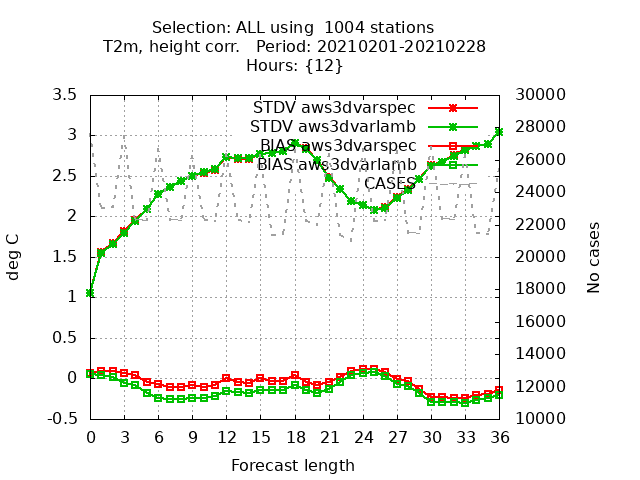 Selection: ALL using  1004 stations
T2m, height corr.   Period: 20210201-20210228
Hours: {12}
STDV aws3dvarspec
STDV aws3dvarlamb
BIAS aws3dvarspec
BIAS aws3dvarlamb
CASES
3.5
3
2.5
2
1.5
1
0.5
0
-0.5
deg C
30000
28000
26000
24000
22000
20000
18000
16000
14000
12000
10000
No cases
0 3 6 9 12 15 18 21 24 27 30 33 36
Forecast length